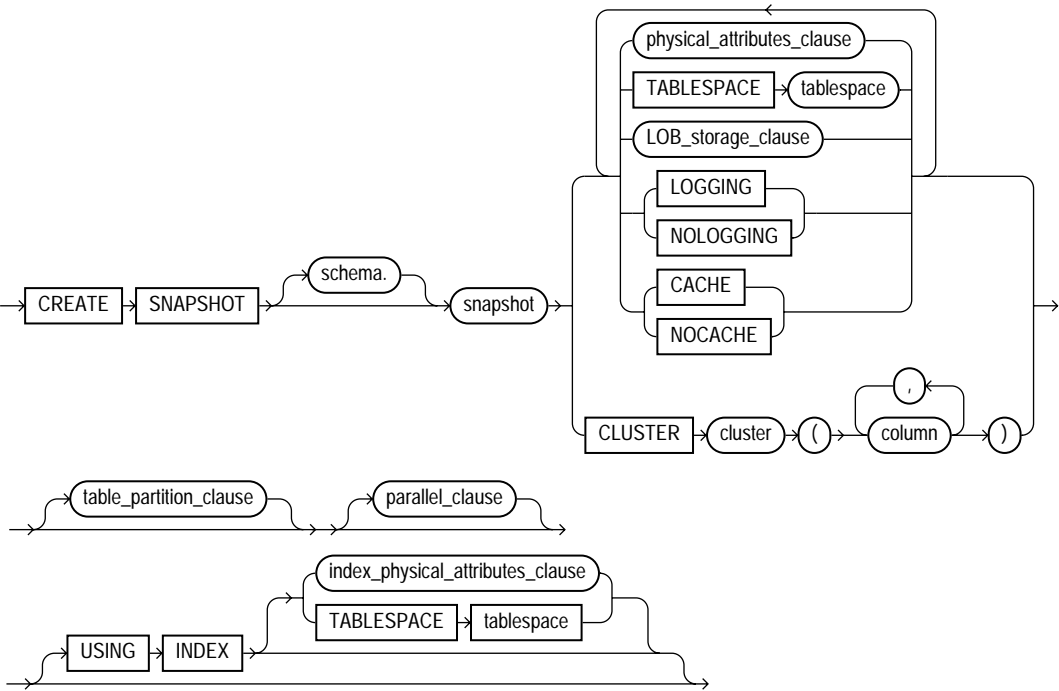 physical_attributes_clause
TABLESPACE tablespace
LOB_storage_clause
LOGGING
NOLOGGING
CREATE SNAPSHOT schema. snapshot
CACHE
NOCACHE
CLUSTER cluster ( column , )
table_partition_clause parallel_clause
index_physical_attributes_clause
TABLESPACE tablespace
USING INDEX